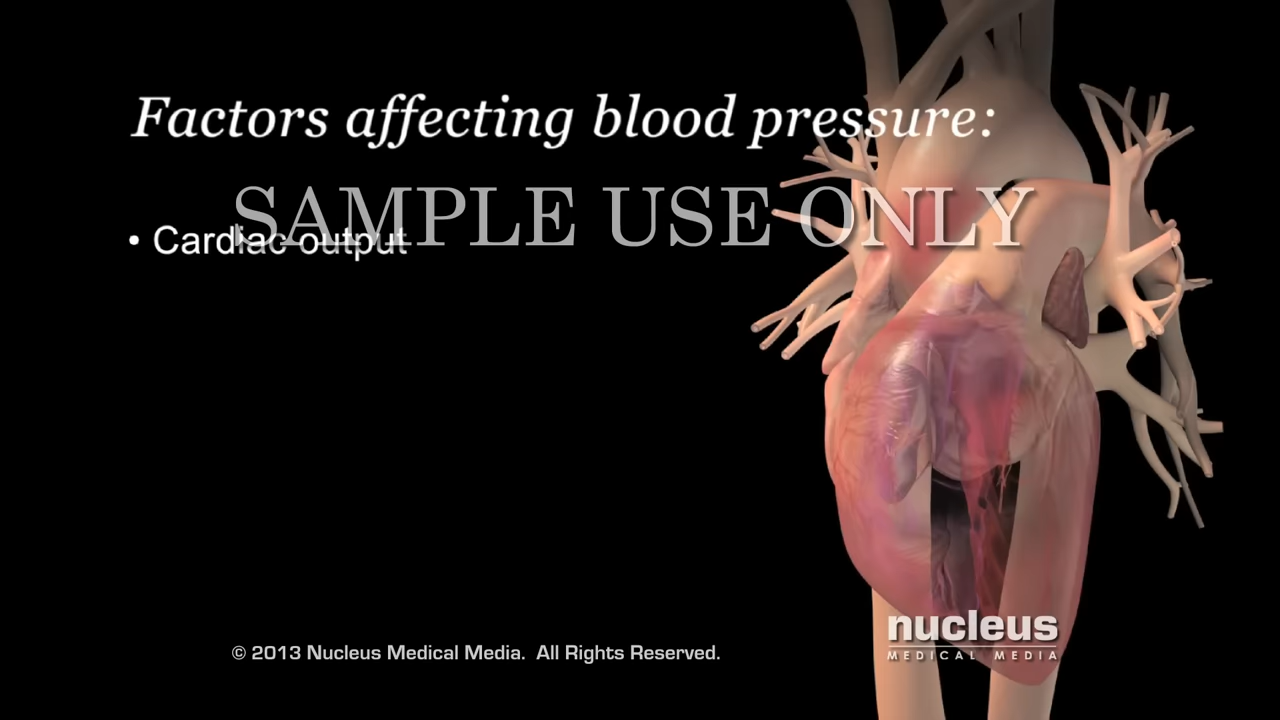 Factors affecting blood pressure:
SAMPLE USE ONLY
• Cardiac output
nucleus
MEDICAL MEDIA
© 2013 Nucleus Medical Media. All Rights Reserved.